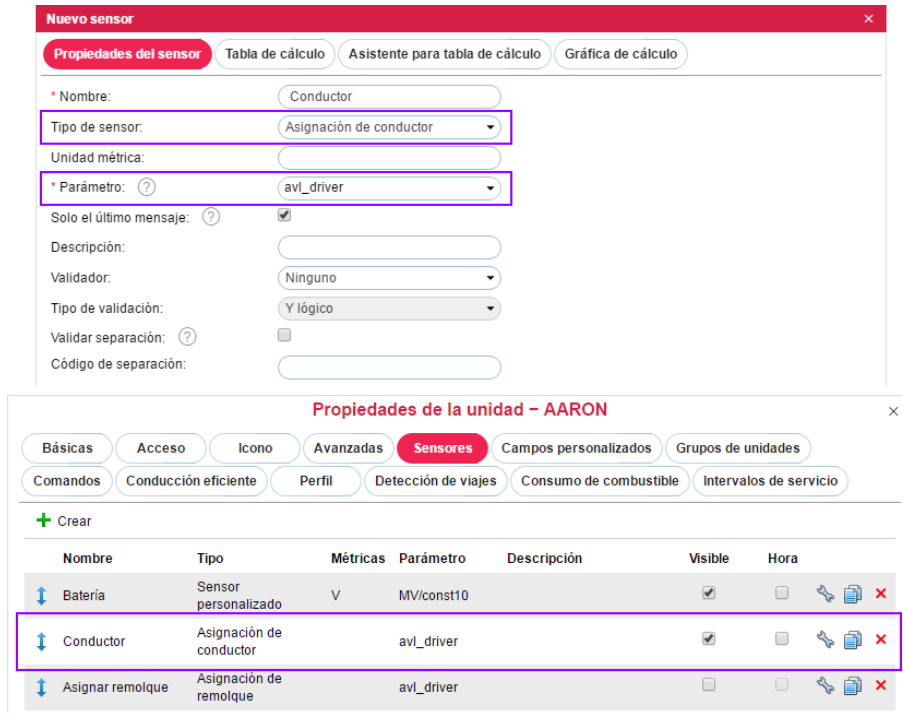 Nuevo sensor ×
Propiedades del sensor Tabla de cálculo Asistente para tabla de cálculo Gráfica de cálculo
* Nombre: Conductor
Tipo de sensor: Asignación de conductor
Unidad métrica:
* Parámetro: ? avl_driver
Solo el último mensaje: ?
Descripción:
Validador: Ninguno
Tipo de validación: Y lógico
Validar separación: ?
Código de separación:
Propiedades de la unidad – AARON ×
Básicas Acceso Icono Avanzadas Sensores Campos personalizados Grupos de unidades
Comandos Conducción eficiente Perfil Detección de viajes Consumo de combustible Intervalos de servicio
Crear
Nombre Tipo Métricas Parámetro Descripción Visible Hora
Batería Sensor personalizado V MV/const10
Conductor Asignación de conductor avl_driver
Asignar remolque Asignación de remolque avl_driver